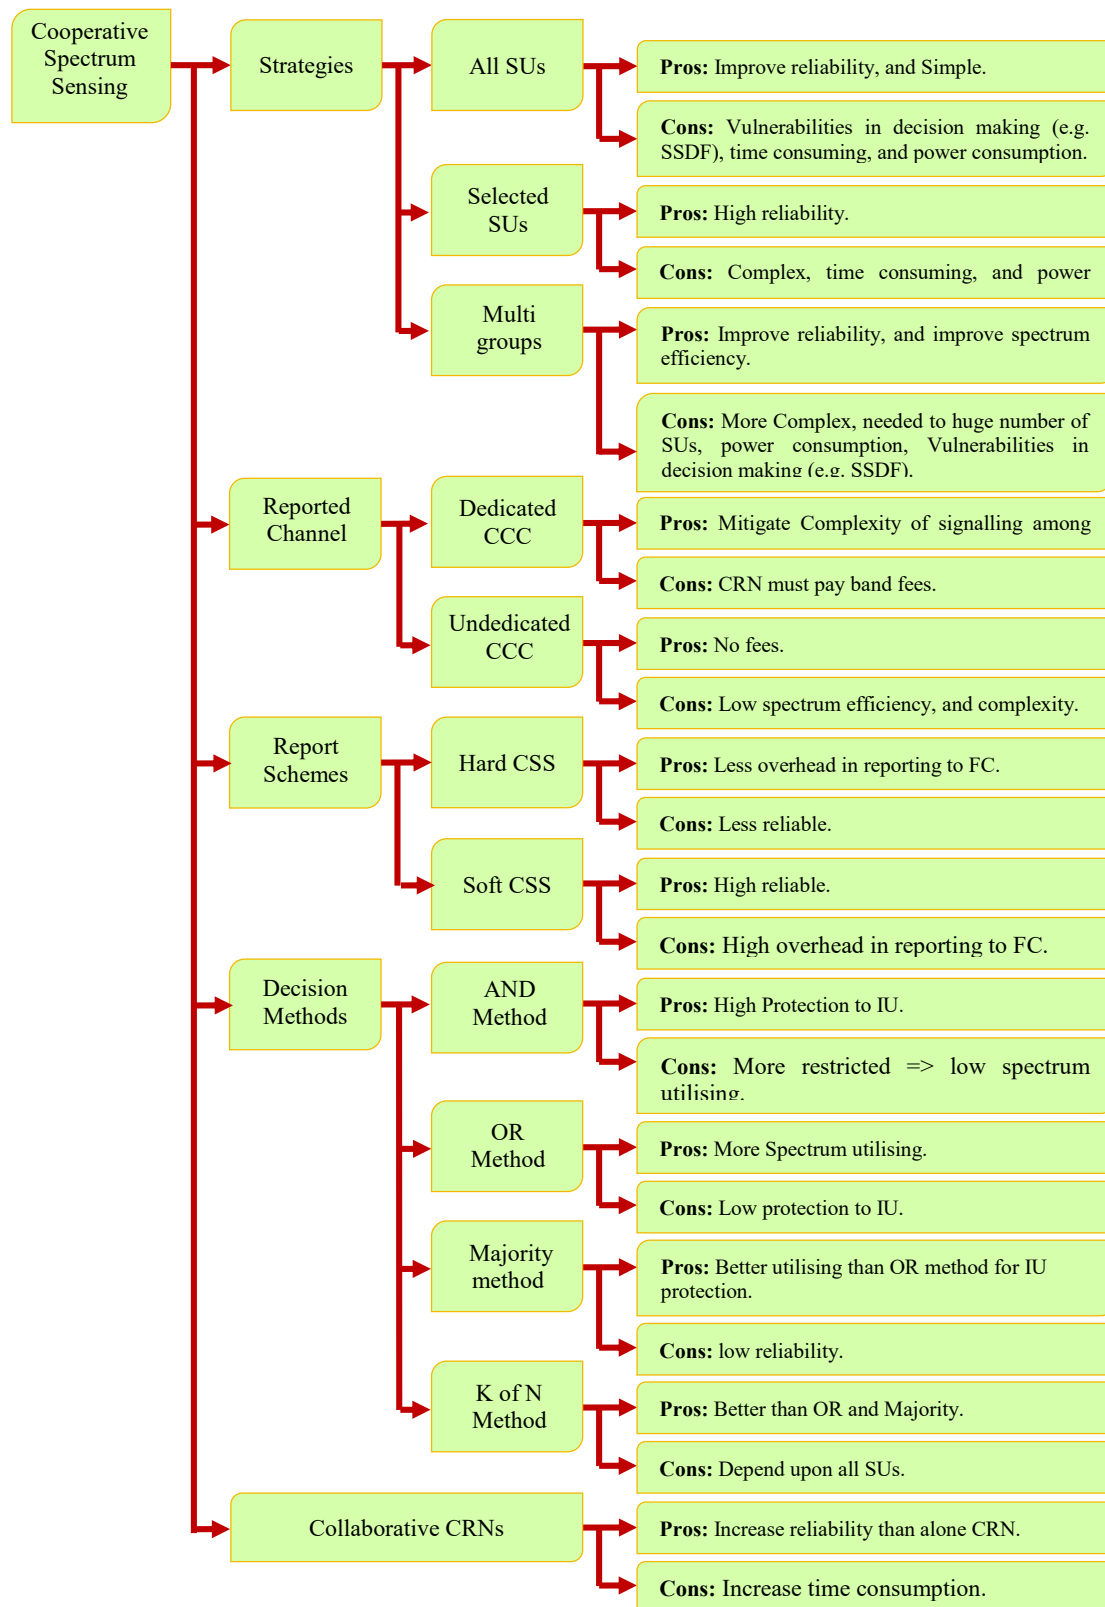 Cooperative
Spectrum
Sensing
Strategies
All SUs
Pros: Improve reliability, and Simple.
Cons: Vulnerabilities in decision making (e.g.
SSDF), time consuming, and power consumption.
Selected
SUs
Pros: High reliability.
Cons: Complex, time consuming, and power
Multi
groups
Pros: Improve reliability, and improve spectrum
efficiency.
Cons: More Complex, needed to huge number of
SUs, power consumption, Vulnerabilities in
decision making (e.g. SSDF).
Reported
Channel
Dedicated
CCC
Pros: Mitigate Complexity of signalling among
Cons: CRN must pay band fees.
Undedicated
CCC
Pros: No fees.
Cons: Low spectrum efficiency, and complexity.
Report
Schemes
Hard CSS
Pros: Less overhead in reporting to FC.
Cons: Less reliable.
Soft CSS
Pros: High reliable.
Cons: High overhead in reporting to FC.
Decision
Methods
AND
Method
Pros: High Protection to IU.
Cons: More restricted => low spectrum
utilising.
OR
Method
Pros: More Spectrum utilising.
Cons: Low protection to IU.
Majority
method
Pros: Better utilising than OR method for IU
protection.
Cons: low reliability.
K of N
Method
Pros: Better than OR and Majority.
Cons: Depend upon all SUs.
Collaborative CRNs
Pros: Increase reliability than alone CRN.
Cons: Increase time consumption.